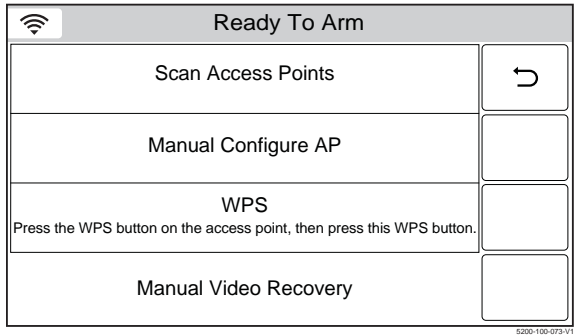 Ready To Arm
Scan Access Points
Manual Configure AP
WPS
Press the WPS button on the access point, then press this WPS button.
Manual Video Recovery
5200-100-073-V1